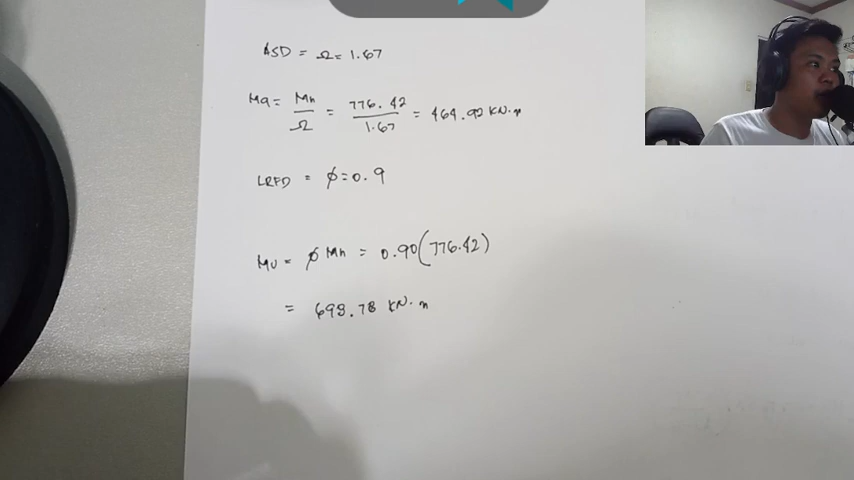 ASD = Ω = 1.67
Ma = Mn / Ω = 776.42 / 1.67 = 464.92 KN.m
LRFD = ϕ = 0.9
Mu = ϕ Mn = 0.90 (776.42)
= 698.78 KN.m